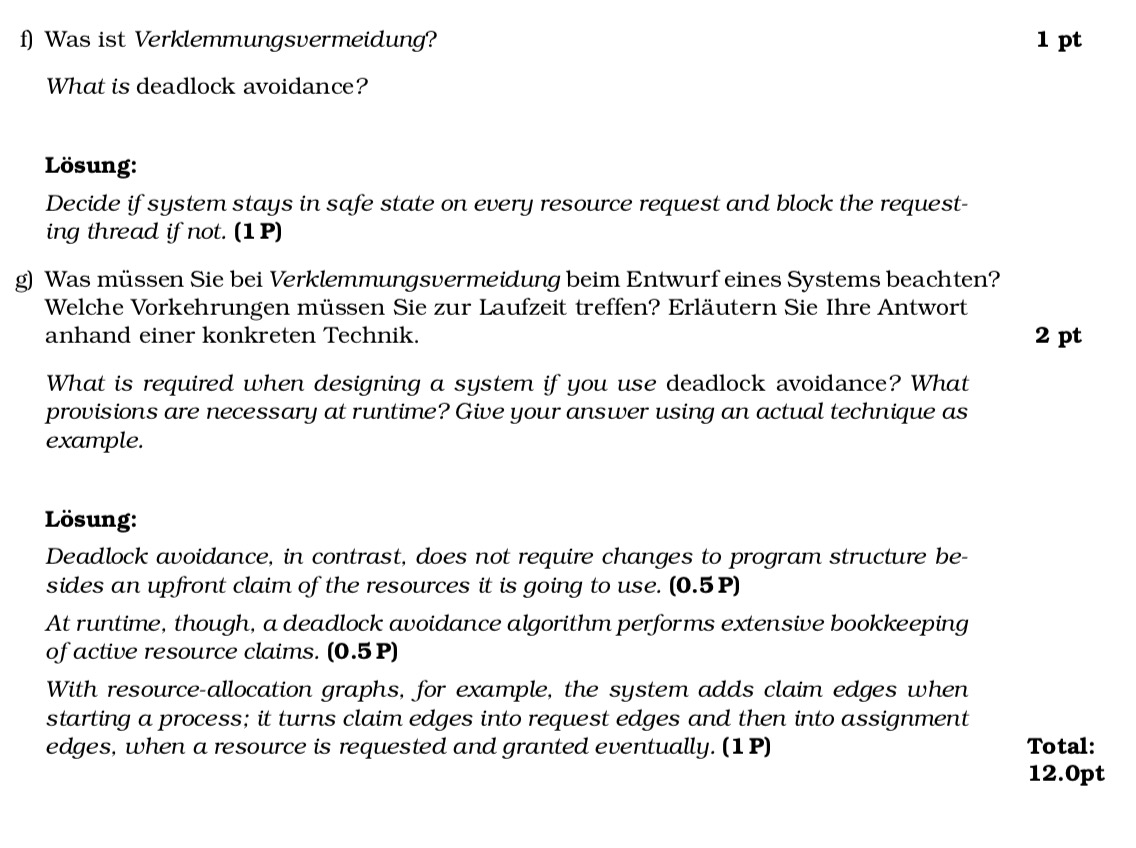 f) Was ist Verklemmungsvermeidung? 1 pt
What is deadlock avoidance?
Lösung:
Decide if system stays in safe state on every resource request and block the request-
ing thread if not. (1 P)
g) Was müssen Sie bei Verklemmungsvermeidung beim Entwurf eines Systems beachten?
Welche Vorkehrungen müssen Sie zur Laufzeit treffen? Erläutern Sie Ihre Antwort
anhand einer konkreten Technik. 2 pt
What is required when designing a system if you use deadlock avoidance? What
provisions are necessary at runtime? Give your answer using an actual technique as
example.
Lösung:
Deadlock avoidance, in contrast, does not require changes to program structure be-
sides an upfront claim of the resources it is going to use. (0.5 P)
At runtime, though, a deadlock avoidance algorithm performs extensive bookkeeping
of active resource claims. (0.5 P)
With resource-allocation graphs, for example, the system adds claim edges when
starting a process; it turns claim edges into request edges and then into assignment
edges, when a resource is requested and granted eventually. (1 P) Total:
12.0pt